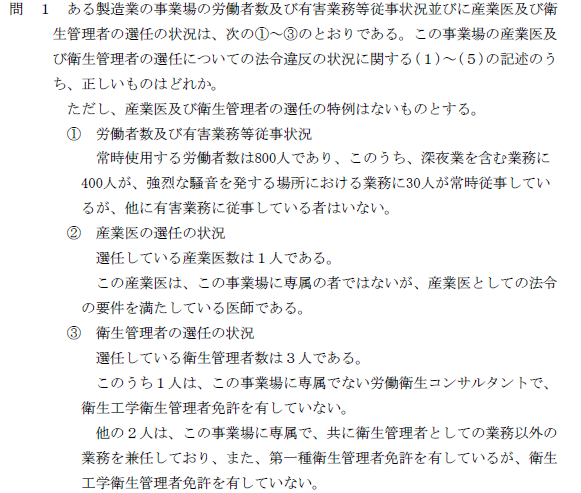 問　１　ある製造業の事業場の労働者数及び有害業務等従事状況並びに産業医及び衛
生管理者の選任の状況は、次の①～③のとおりである。この事業場の産業医及
び衛生管理者の選任についての法令違反の状況に関する(１)～(５)の記述のう
ち、正しいものはどれか。
ただし、産業医及び衛生管理者の選任の特例はないものとする。
①　労働者数及び有害業務等従事状況
常時使用する労働者数は800人であり、このうち、深夜業を含む業務に
400人が、強烈な騒音を発する場所における業務に30人が常時従事してい
るが、他に有害業務に従事している者はいない。
②　産業医の選任の状況
選任している産業医数は１人である。
この産業医は、この事業場に専属の者ではないが、産業医としての法令
の要件を満たしている医師である。
③　衛生管理者の選任の状況
選任している衛生管理者数は３人である。
このうち１人は、この事業場に専属でない労働衛生コンサルタントで、
衛生工学衛生管理者免許を有していない。
他の２人は、この事業場に専属で、共に衛生管理者としての業務以外の
業務を兼任しており、また、第一種衛生管理者免許を有しているが、衛生
工学衛生管理者免許を有していない。